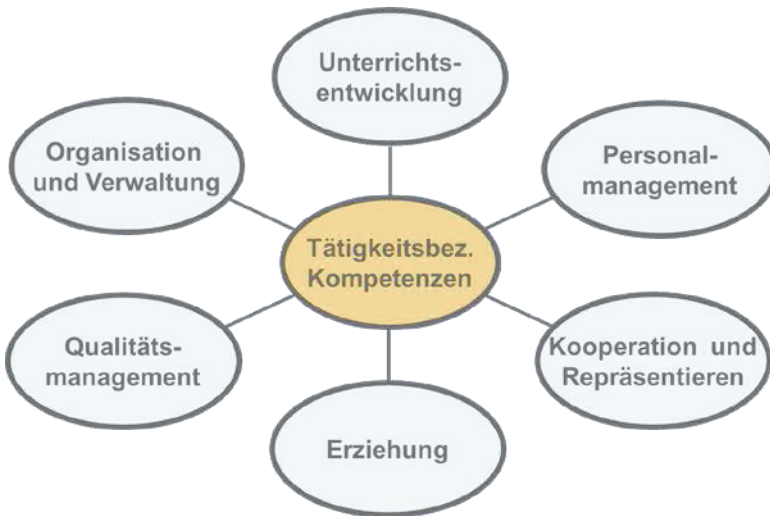 Unterrichts-
entwicklung
Organisation
und Verwaltung
Personal-
management
Tätigkeitsbez.
Kompetenzen
Qualitäts-
management
Kooperation und
Repräsentieren
Erziehung